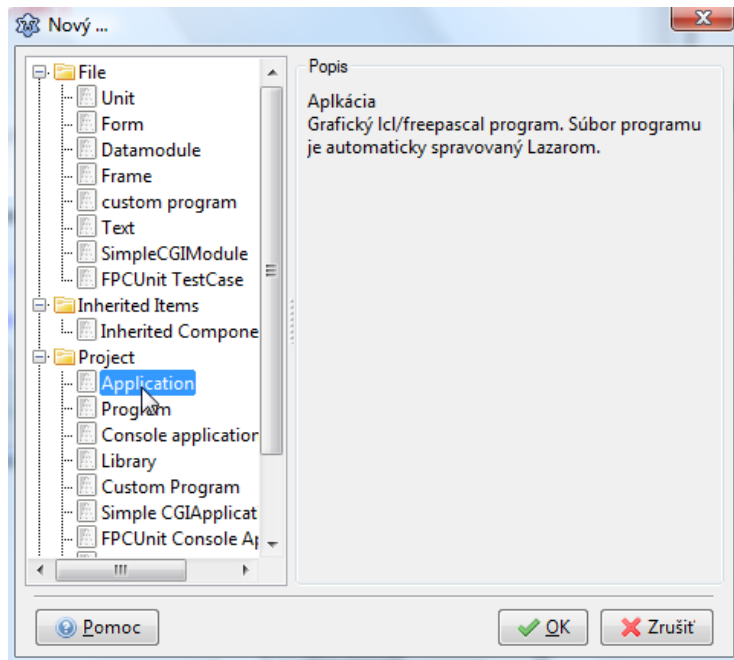 Nový ...
File
Unit
Form
Datamodule
Frame
custom program
Text
SimpleCGIModule
FPCUnit TestCase
Inherited Items
Inherited Compone
Project
Application
Program
Console application
Library
Custom Program
Simple CGIApplicat
FPCUnit Console Ap
Popis
Aplkácia
Grafický lcl/freepascal program. Súbor programu
je automaticky spravovaný Lazarom.
Pomoc
OK
Zrušiť